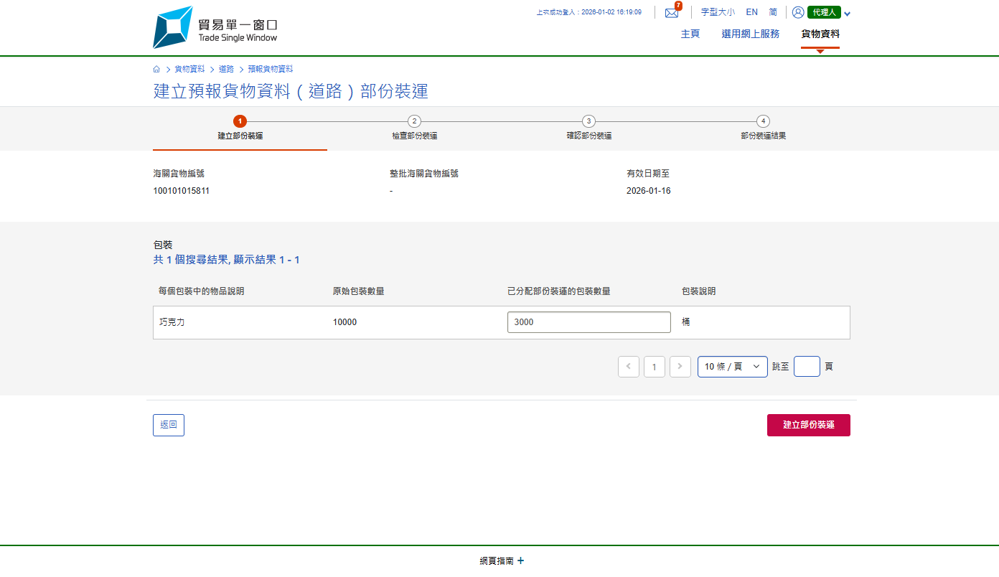 貿易單一窗口
Trade Single Window
上次成功登入 : 2026-01-02 16:19:09
7
字型大小 EN 简 代理人
主頁 選用網上服務 貨物資料
貨物資料 > 道路 > 預報貨物資料
建立預報貨物資料 ( 道路 ) 部份裝運
1 2 3 4
建立部份裝運 檢查部份裝運 確認部份裝運 部份裝運結果
海關貨物編號 整批海關貨物編號 有效日期至
100101015811 - 2026-01-16
包裝
共 1 個搜尋結果, 顯示結果 1 - 1
每個包裝中的物品說明 原始包裝數量 已分配部份裝運的包裝數量 包裝說明
巧克力 10000 3000 桶
< 1 > 10 條 / 頁 跳至 頁
返回 建立部份裝運
網頁指南 +